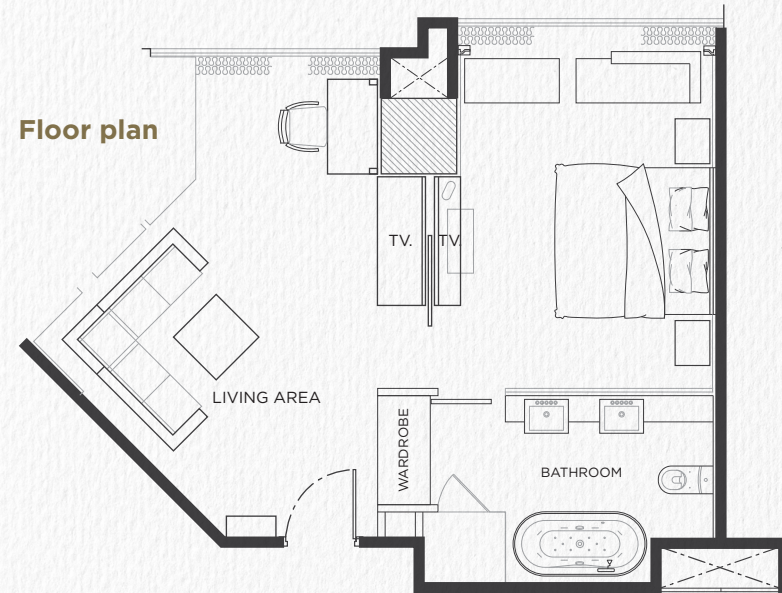 Floor plan
TV. TV.
LIVING AREA
WARDROBE
BATHROOM